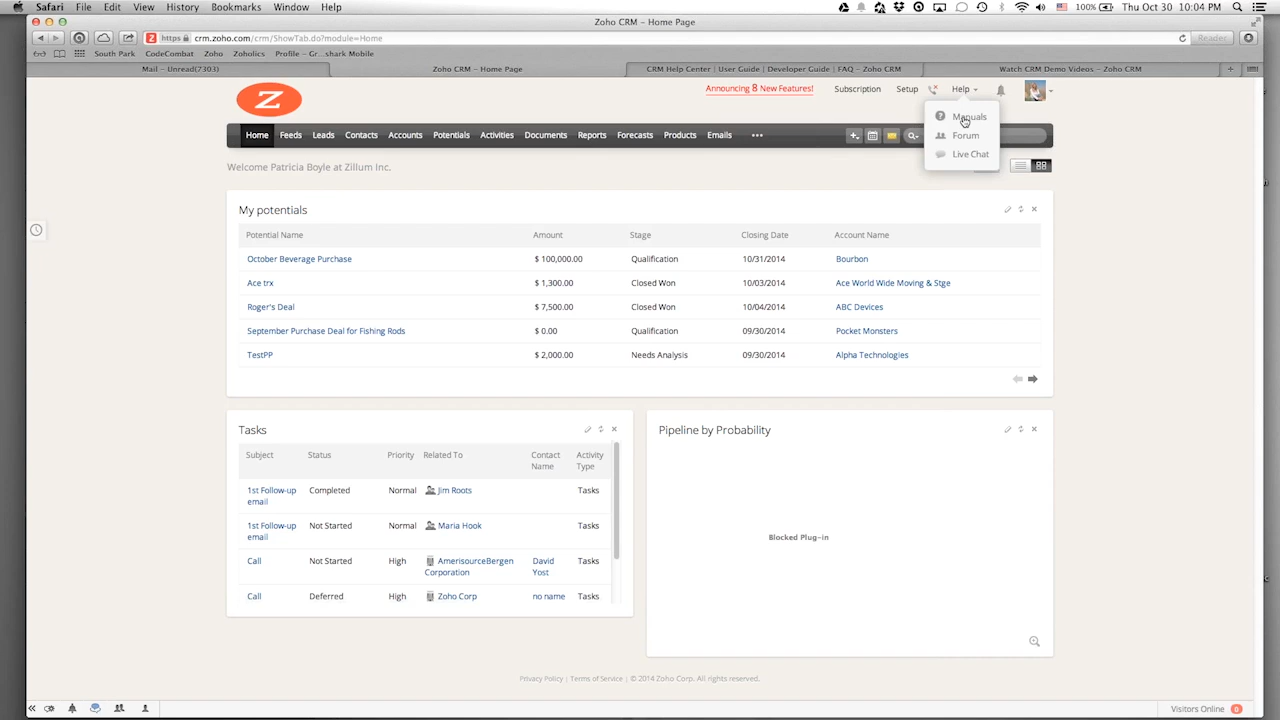 Safari File Edit View History Bookmarks Window Help 100% Thu Oct 30 10:04 PM
Zoho CRM – Home Page
https crm.zoho.com/crm/ShowTab.do?module=Home Reader
South Park CodeCombat Zoho Zoholics Profile – Gr...shark Mobile
Mail – Unread(7303) Zoho CRM – Home Page CRM Help Center | User Guide | Developer Guide | FAQ – Zoho CRM Watch CRM Demo Videos – Zoho CRM
Z Announcing 8 New Features! Subscription Setup Help
Manuals
Forum
Live Chat
Home Feeds Leads Contacts Accounts Potentials Activities Documents Reports Forecasts Products Emails •••
Welcome Patricia Boyle at Zillum Inc.
My potentials
Potential Name Amount Stage Closing Date Account Name
October Beverage Purchase $ 100,000.00 Qualification 10/31/2014 Bourbon
Ace trx $ 1,300.00 Closed Won 10/03/2014 Ace World Wide Moving & Stge
Roger's Deal $ 7,500.00 Closed Won 10/04/2014 ABC Devices
September Purchase Deal for Fishing Rods $ 0.00 Qualification 09/30/2014 Pocket Monsters
TestPP $ 2,000.00 Needs Analysis 09/30/2014 Alpha Technologies
Tasks
Subject Status Priority Related To Contact Name Activity Type
1st Follow-up email Completed Normal Jim Roots Tasks
1st Follow-up email Not Started Normal Maria Hook Tasks
Call Not Started High AmerisourceBergen Corporation David Yost Tasks
Call Deferred High Zoho Corp no name Tasks
Pipeline by Probability
Blocked Plug-in
Privacy Policy | Terms of Service | © 2014 Zoho Corp. All rights reserved.
Visitors Online 0